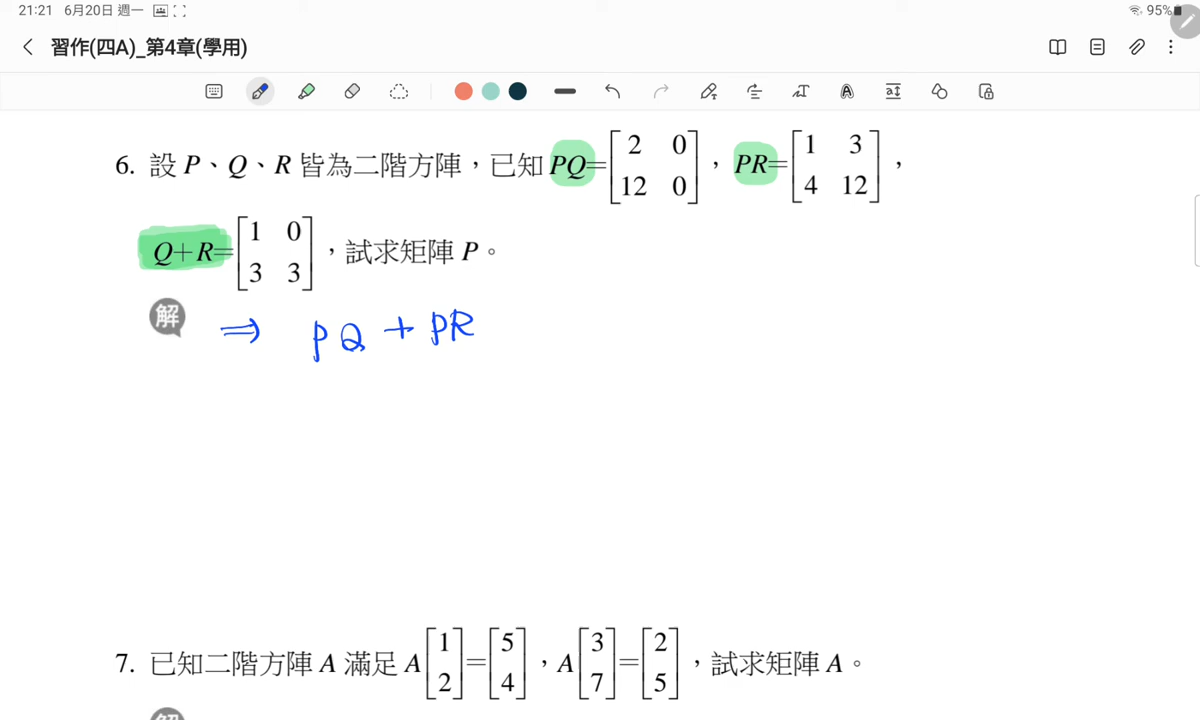 21:21 6月20日 週一 95%
習作(四A)_第4章(學用)
6. 設 P、Q、R 皆為二階方陣,已知 PQ=[2 0; 12 0],PR=[1 3; 4 12],
Q+R=[1 0; 3 3],試求矩陣 P。
解 ⇒ PQ + PR
7. 已知二階方陣 A 滿足 A[1; 2]=[5; 4],A[3; 7]=[2; 5],試求矩陣 A。
解